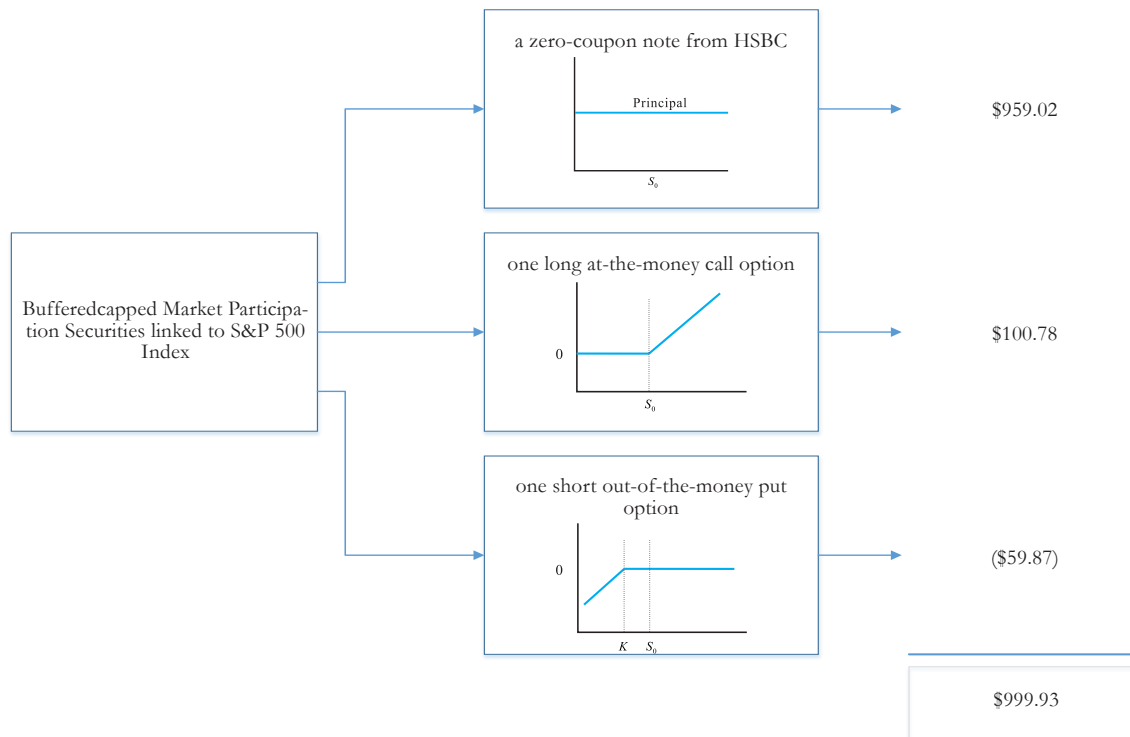 a zero-coupon note from HSBC
Principal
S₀
$959.02
Bufferedcapped Market Participa-
tion Securities linked to S&P 500
Index
one long at-the-money call option
0
S₀
$100.78
one short out-of-the-money put
option
0
K S₀
($59.87)
$999.93